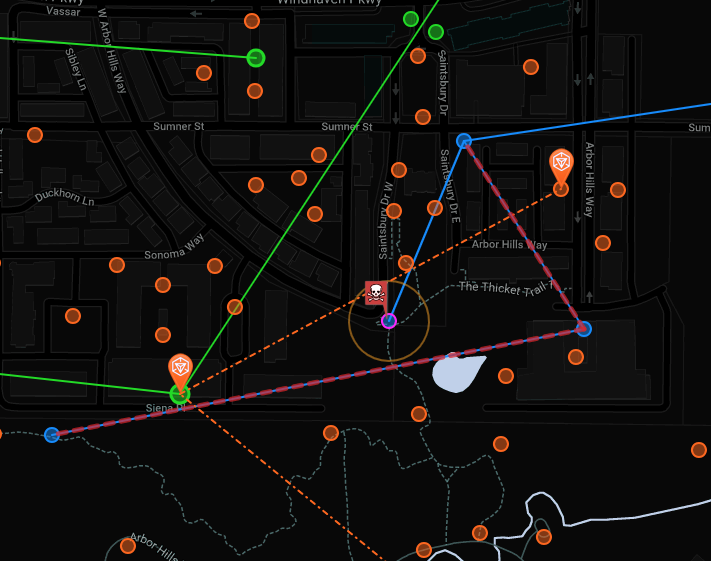 Vassar
Windhaven Pkwy
W Arbor Hills Way
Sibley Ln
Saintsbury Dr
Sumner St
Sumner St
Sum
Duckhorn Ln
Saintsbury Dr W
Saintsbury Dr E
Arbor Hills Way
Sonoma Way
Arbor Hills Way
The Thicket Trail-1
Siena Pl
Arbor Hills